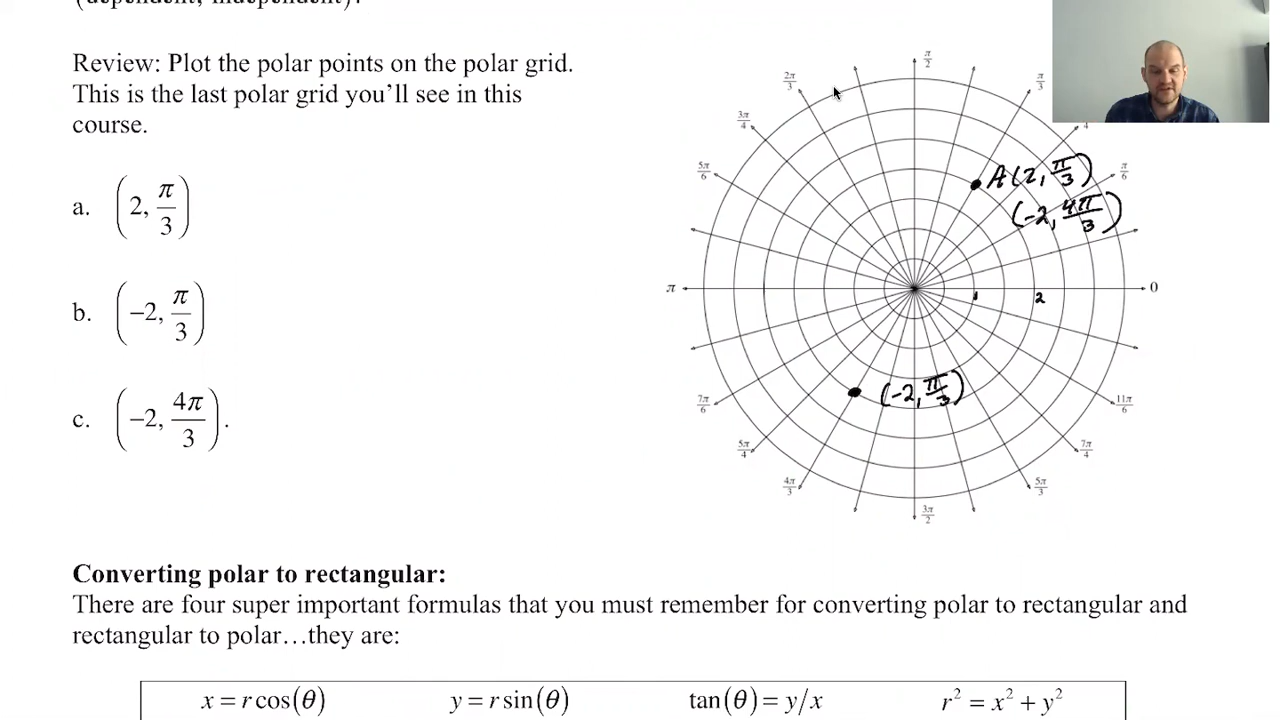 (dependent, independent).
Review: Plot the polar points on the polar grid.
This is the last polar grid you'll see in this
course.
a. (2, π/3)
b. (−2, π/3)
c. (−2, 4π/3).
π/2
2π/3
π/3
3π/4
4
5π/6
π/6
A(2, π/3)
(-2, 4π/3)
π
1
2
0
(-2, π/3)
7π/6
11π/6
5π/4
7π/4
4π/3
5π/3
3π/2
Converting polar to rectangular:
There are four super important formulas that you must remember for converting polar to rectangular and
rectangular to polar…they are:
x = r cos(θ) y = r sin(θ) tan(θ) = y/x r² = x² + y²